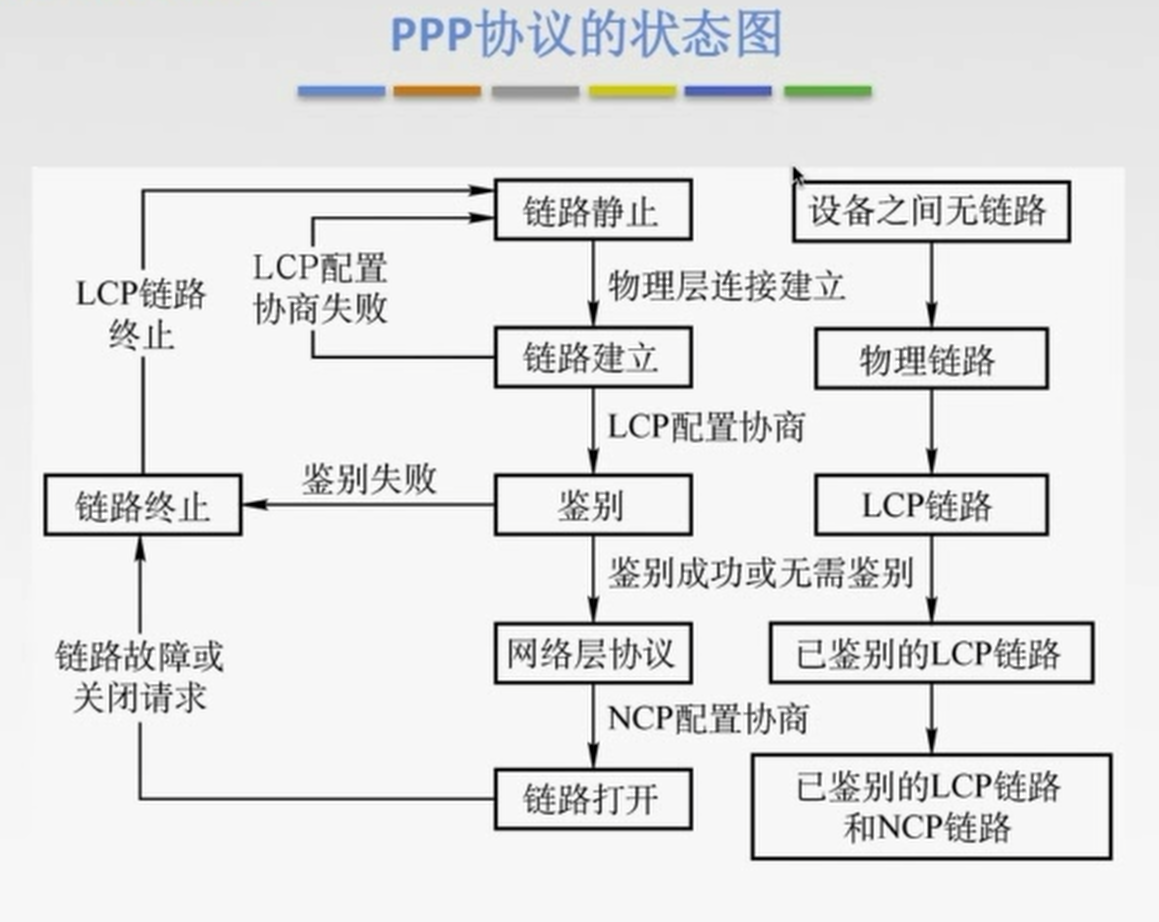 PPP协议的状态图
链路静止
设备之间无链路
LCP配置
协商失败
LCP链路
终止
物理层连接建立
链路建立
物理链路
LCP配置协商
鉴别失败
链路终止
鉴别
LCP链路
鉴别成功或无需鉴别
链路故障或
关闭请求
网络层协议
已鉴别的LCP链路
NCP配置协商
链路打开
已鉴别的LCP链路
和NCP链路